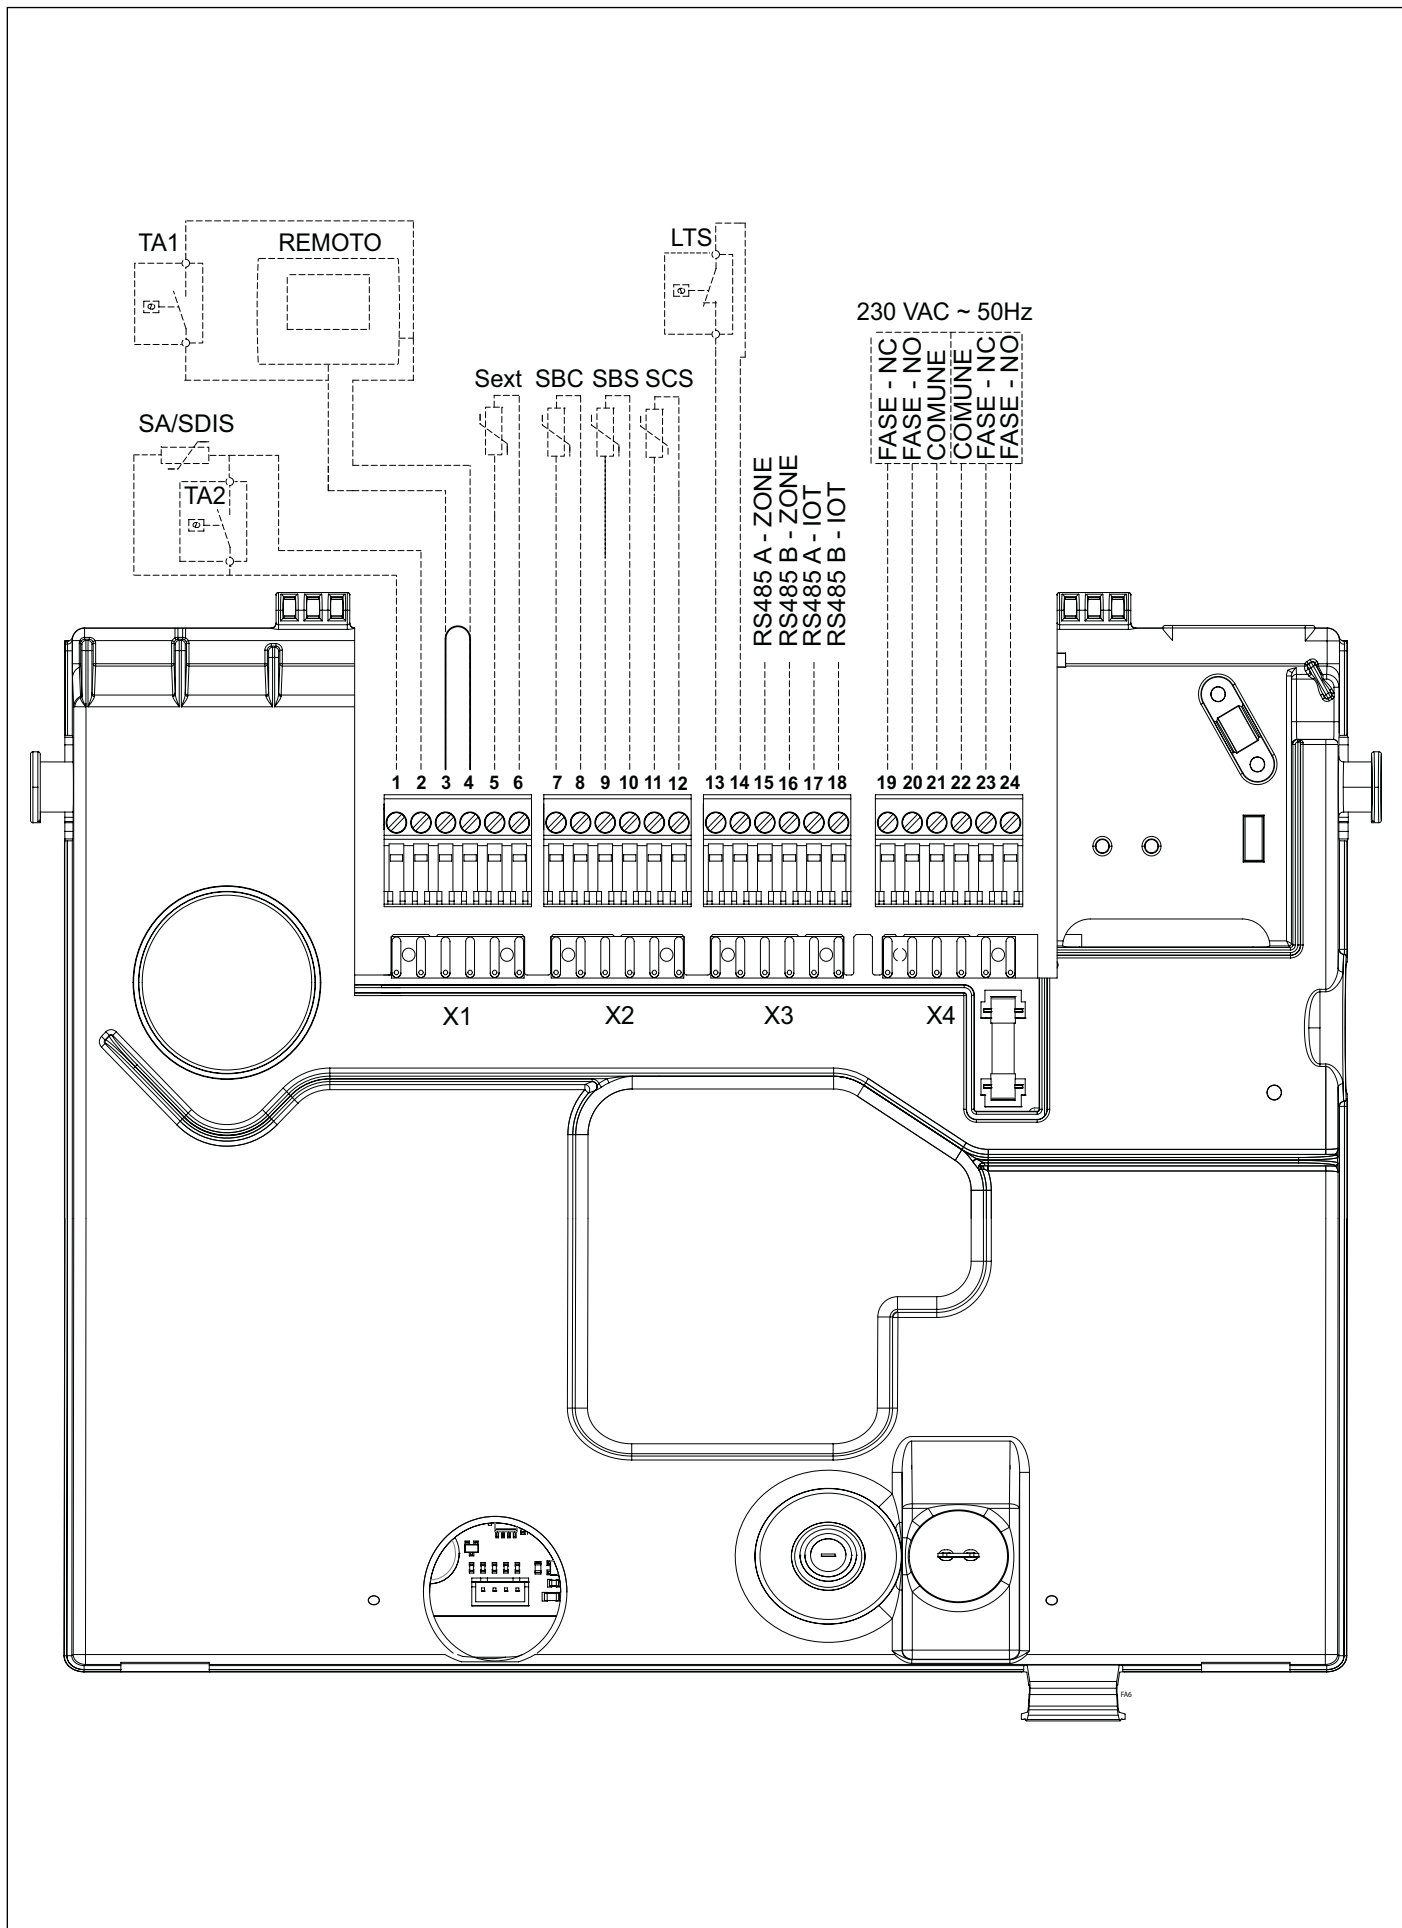 TA1
REMOTO
LTS
230 VAC ~ 50Hz
FASE - NC
FASE - NO
COMUNE
COMUNE
FASE - NC
FASE - NO
Sext
SBC
SBS
SCS
SA/SDIS
TA2
RS485 A - ZONE
RS485 B - ZONE
RS485 A - IOT
RS485 B - IOT
1 2 3 4 5 6 7 8 9 10 11 12 13 14 15 16 17 18 19 20 21 22 23 24
X1
X2
X3
X4
FA6